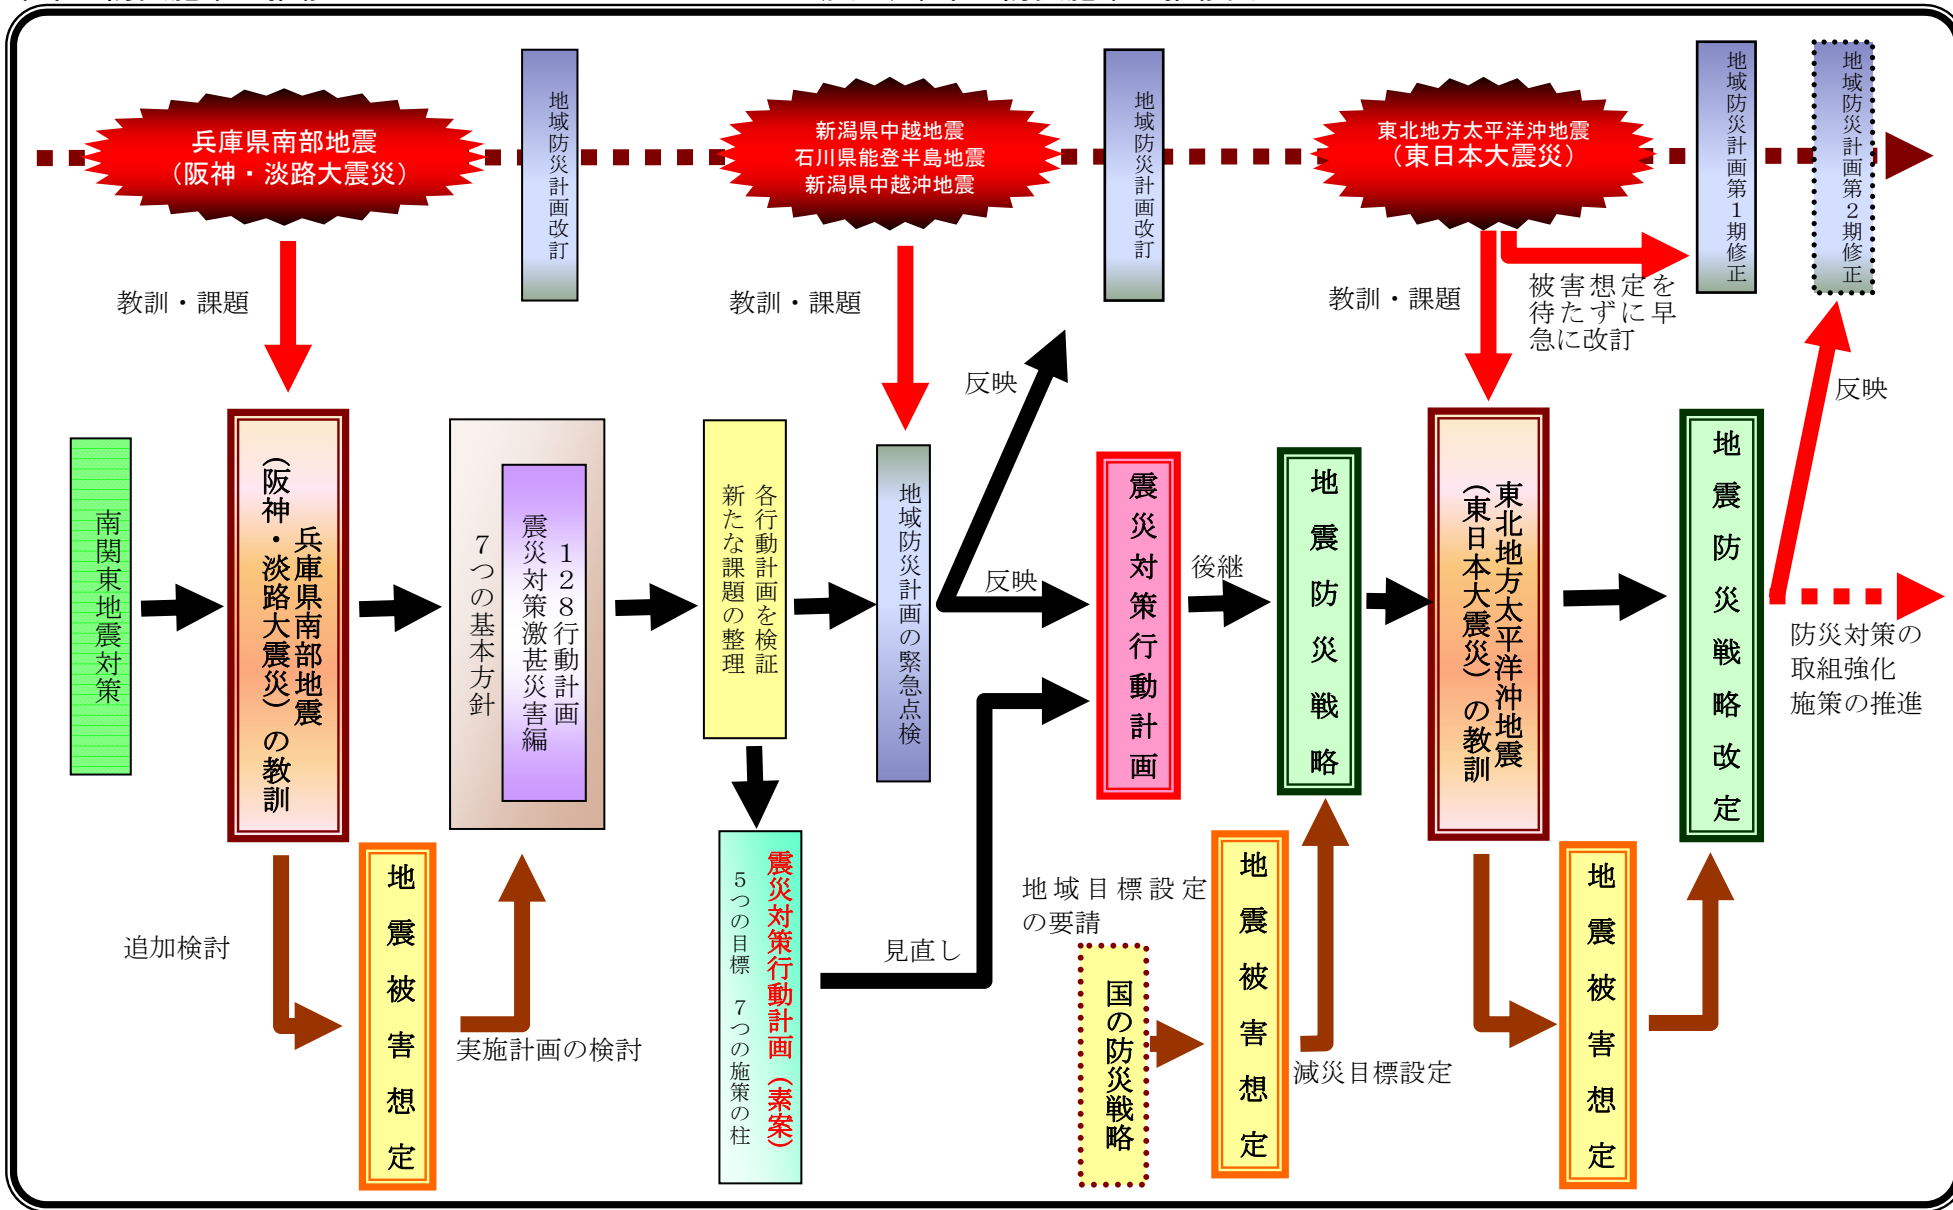 兵庫県南部地震
（阪神・淡路大震災）
地域防災計画改訂
新潟県中越地震
石川県能登半島地震
新潟県中越沖地震
地域防災計画改訂
東北地方太平洋沖地震
（東日本大震災）
地域防災計画第１期修正
地域防災計画第２期修正
教訓・課題
教訓・課題
教訓・課題
被害想定を
待たずに早
急に改訂
反映
反映
南関東地震対策
兵庫県南部地震
（阪神・淡路大震災）の教訓
７つの基本方針
１２８行動計画
震災対策激甚災害編
各行動計画を検証
新たな課題の整理
地域防災計画の緊急点検
反映
震災対策行動計画
後継
地震防災戦略
東北地方太平洋沖地震
（東日本大震災）の教訓
地震防災戦略改定
防災対策の
取組強化
施策の推進
追加検討
地震被害想定
実施計画の検討
震災対策行動計画（素案）
５つの目標　７つの施策の柱
見直し
地域目標設定
の要請
国の防災戦略
地震被害想定
減災目標設定
地震被害想定